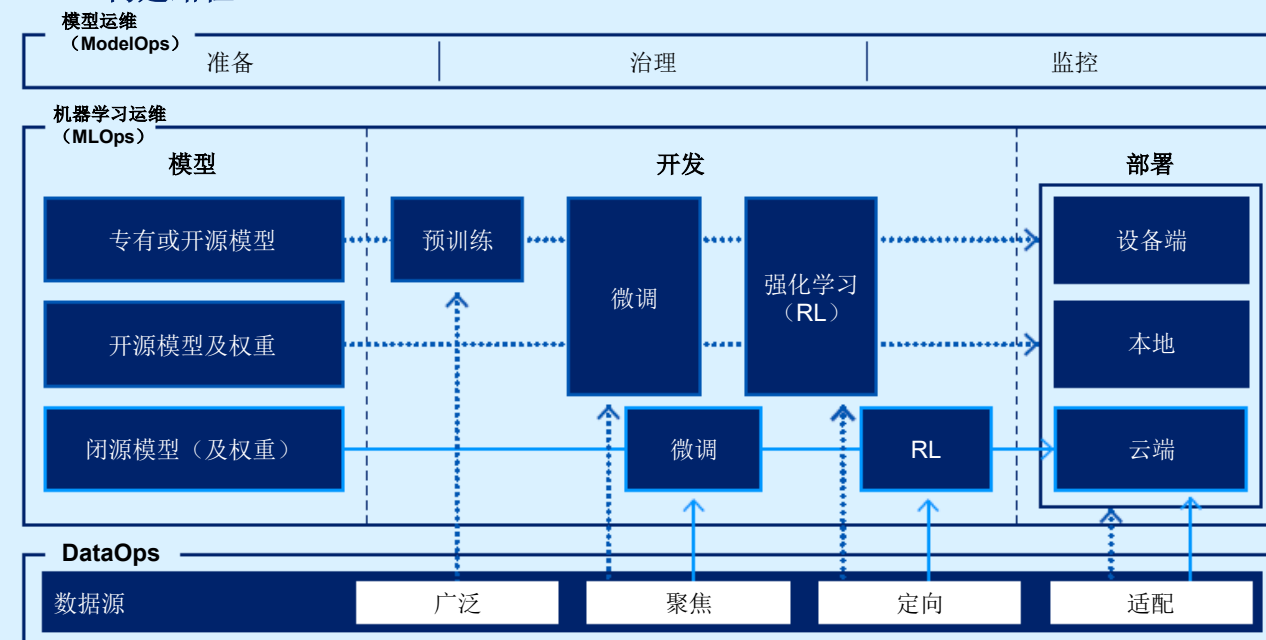 模型运维
（ModelOps）
准备
治理
监控
机器学习运维
（MLOps）
模型
开发
部署
专有或开源模型
预训练
微调
强化学习
（RL）
设备端
开源模型及权重
本地
闭源模型（及权重）
微调
RL
云端
DataOps
数据源
广泛
聚焦
定向
适配